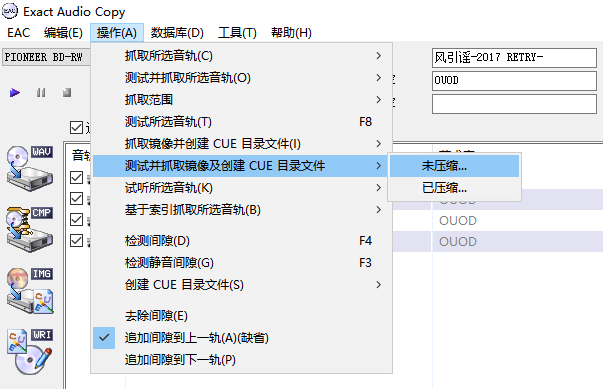 Exact Audio Copy
EAC 编辑(E) 操作(A) 数据库(D) 工具(T) 帮助(H)
PIONEER BD-RW
风引谣-2017 RETRY-
OUOD
抓取所选音轨(C)
测试并抓取所选音轨(O)
抓取范围
测试所选音轨(T) F8
抓取镜像并创建 CUE 目录文件(I)
测试并抓取镜像及创建 CUE 目录文件
未压缩...
已压缩...
试听所选音轨(K)
基于索引抓取所选音轨(B)
检测间隙(D) F4
检测静音间隙(G) F3
创建 CUE 目录文件(S)
去除间隙(E)
追加间隙到上一轨(A)(缺省)
追加间隙到下一轨(P)
WAV
音轨
CMP
OUOD
OUOD
OUOD
IMG
WRI